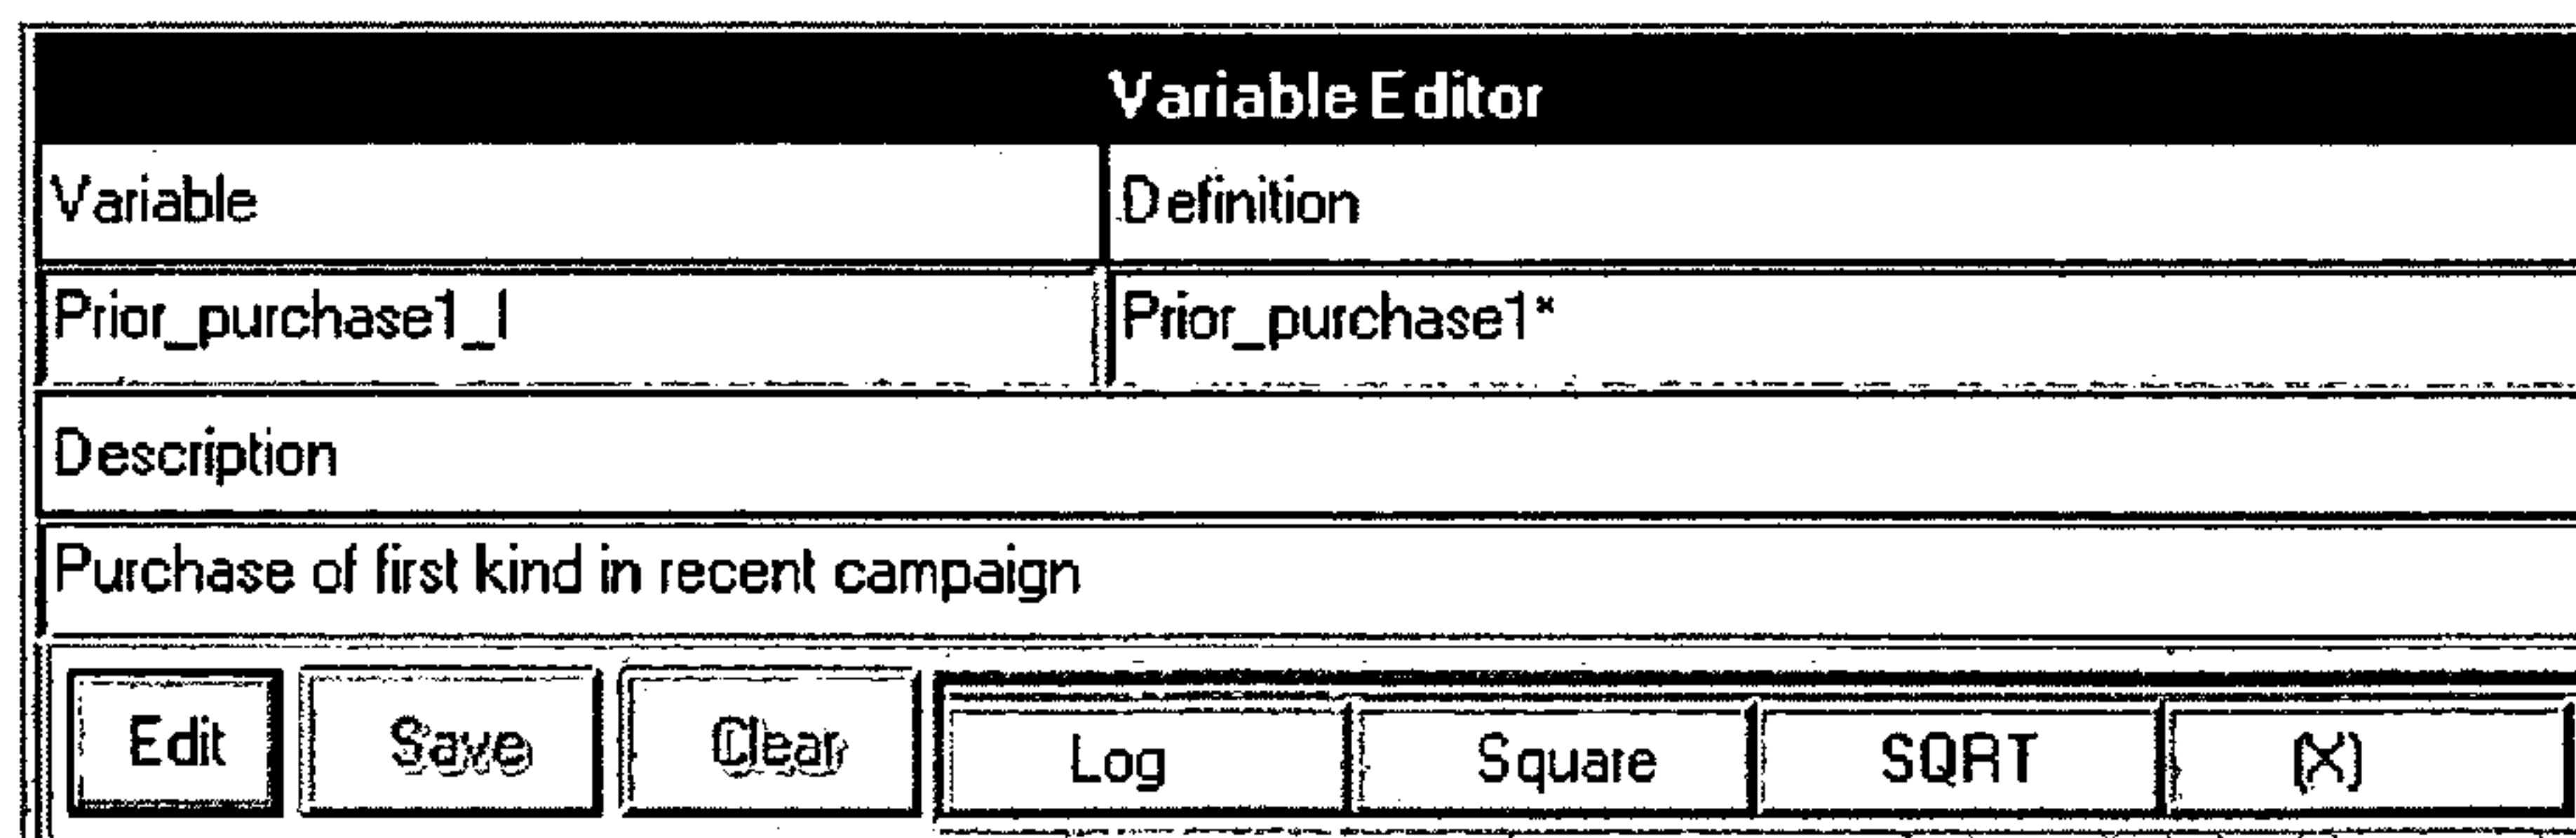 Variable Editor
Variable Definition
Prior_purchase1_I Prior_purchase1*
Description
Purchase of first kind in recent campaign
Edit Save Clear Log Square SQRT (X)